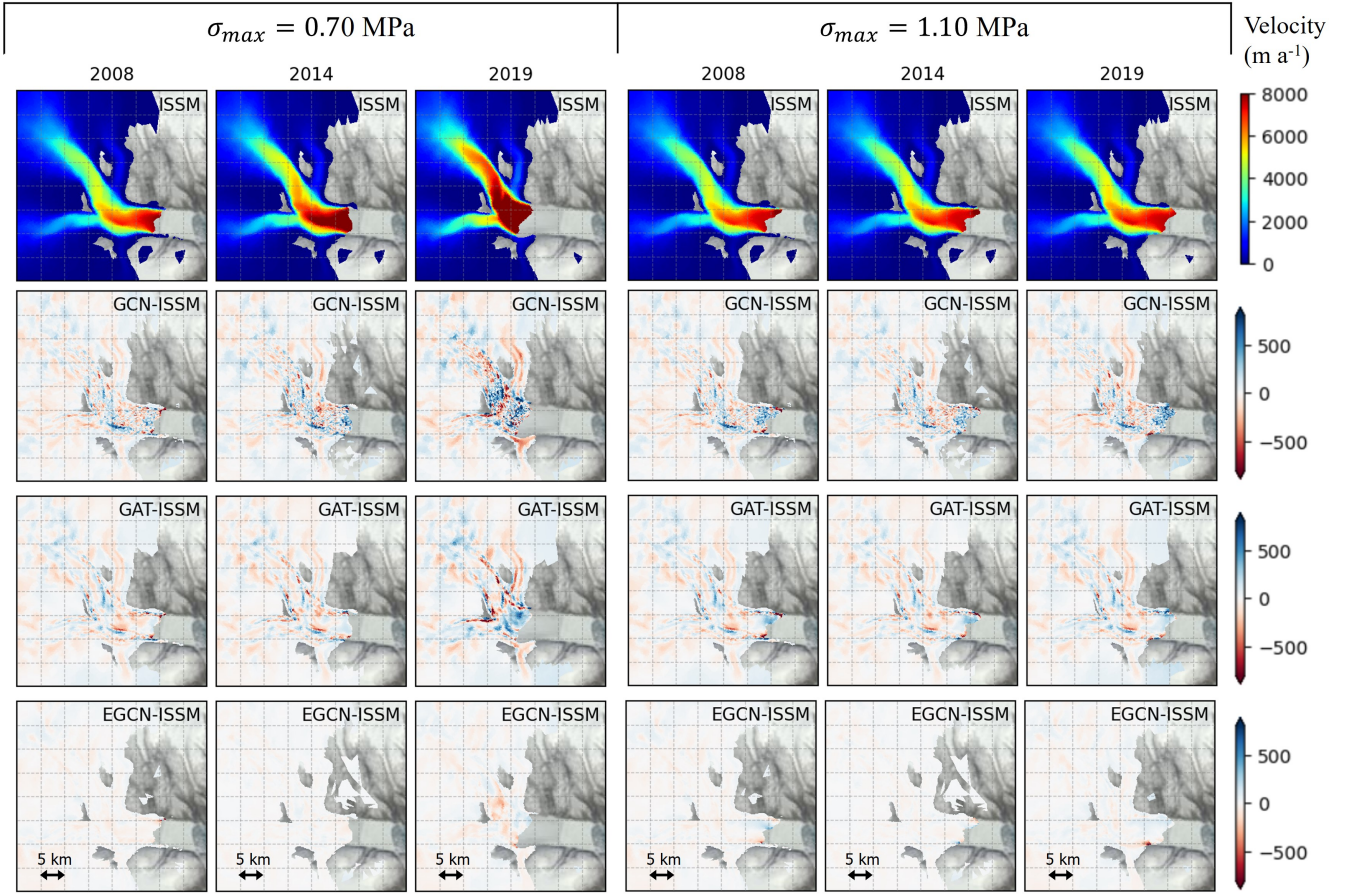 σmax = 0.70 MPa
σmax = 1.10 MPa
Velocity
(m a-1)
2008
2014
2019
2008
2014
2019
ISSM
ISSM
ISSM
ISSM
ISSM
ISSM
8000
6000
4000
2000
0
GCN-ISSM
GCN-ISSM
GCN-ISSM
GCN-ISSM
GCN-ISSM
GCN-ISSM
500
0
−500
GAT-ISSM
GAT-ISSM
GAT-ISSM
GAT-ISSM
GAT-ISSM
GAT-ISSM
500
0
−500
EGCN-ISSM
EGCN-ISSM
EGCN-ISSM
EGCN-ISSM
EGCN-ISSM
EGCN-ISSM
500
0
−500
5 km
5 km
5 km
5 km
5 km
5 km